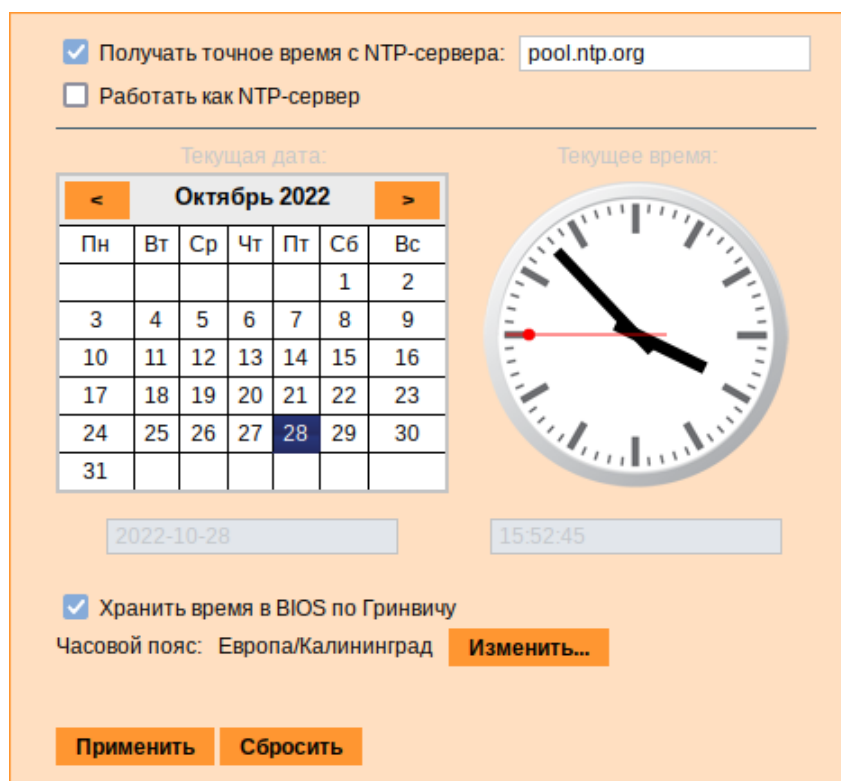 Получать точное время с NTP-сервера: pool.ntp.org
Работать как NTP-сервер
Текущая дата: Текущее время:
< Октябрь 2022 >
Пн Вт Ср Чт Пт Сб Вс
1 2
3 4 5 6 7 8 9
10 11 12 13 14 15 16
17 18 19 20 21 22 23
24 25 26 27 28 29 30
31
2022-10-28 15:52:45
Хранить время в BIOS по Гринвичу
Часовой пояс: Европа/Калининград Изменить...
Применить Сбросить